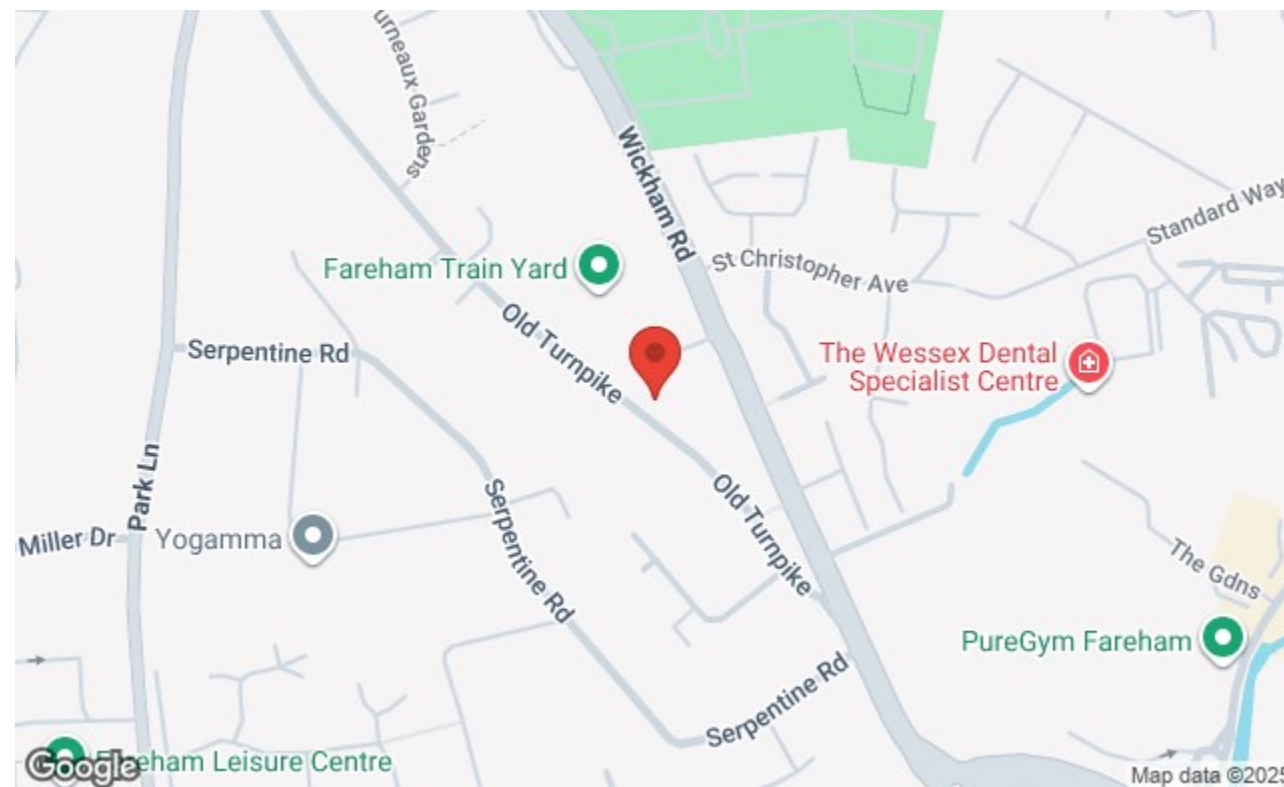 urneaux Gardens
Wickham Rd
Standard Way
St Christopher Ave
Fareham Train Yard
Old Turnpike
Serpentine Rd
The Wessex Dental
Specialist Centre
Park Ln
Serpentine Rd
Old Turnpike
Miller Dr
Yogamma
The Gdns
PureGym Fareham
Serpentine Rd
Google
Fareham Leisure Centre
Map data ©2025